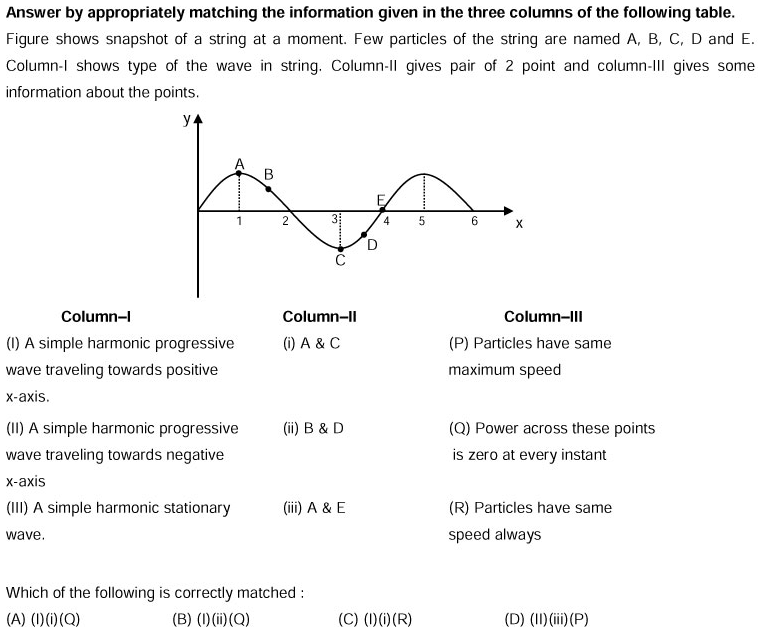 Answer by appropriately matching the information given in the three columns of the following table.
Figure shows snapshot of a string at a moment. Few particles of the string are named A, B, C, D and E.
Column-I shows type of the wave in string. Column-II gives pair of 2 point and column-III gives some
information about the points.
y
A
B
E
1 2 3 4 5 6 x
D
C
Column–I Column–II Column–III
(I) A simple harmonic progressive (i) A & C (P) Particles have same
wave traveling towards positive maximum speed
x-axis.
(II) A simple harmonic progressive (ii) B & D (Q) Power across these points
wave traveling towards negative is zero at every instant
x-axis
(III) A simple harmonic stationary (iii) A & E (R) Particles have same
wave. speed always
Which of the following is correctly matched :
(A) (I)(i)(Q) (B) (I)(ii)(Q) (C) (I)(i)(R) (D) (II)(iii)(P)